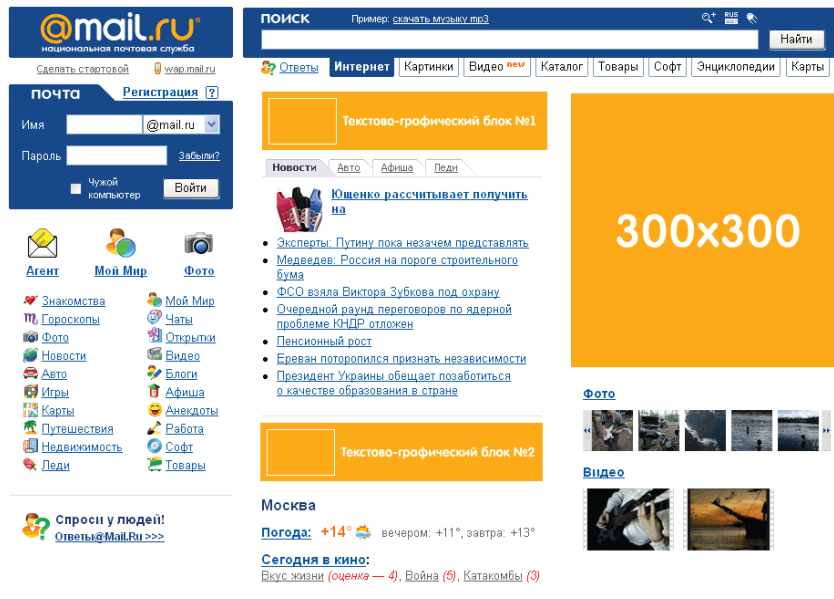 @mail.ru®
национальная почтовая служба
Сделать стартовой wap.mail.ru
почта Регистрация ?
Имя @mail.ru
Пароль Забыли?
Чужой
компьютер
Войти
Агент Мой Мир Фото
Знакомства Мой Мир
Гороскопы Чаты
Фото Открытки
Новости Видео
Авто Блоги
Игры Афиша
Карты Анекдоты
Путешествия Работа
Недвижимость Софт
Леди Товары
Спроси у людей!
Ответы@Mail.Ru >>>
ПОИСК Пример: скачать музыку mp3 RUS
Найти
Ответы Интернет Картинки Видео new Каталог Товары Софт Энциклопедии Карты
Текстово-графический блок №1
Новости Авто Афиша Леди
Ющенко рассчитывает получить
на
Эксперты: Путину пока незачем представлять
Медведев: Россия на пороге строительного
бума
ФСО взяла Виктора Зубкова под охрану
Очередной раунд переговоров по ядерной
проблеме КНДР отложен
Пенсионный рост
Ереван поторопился признать независимости
Президент Украины обещает позаботиться
о качестве образования в стране
Текстово-графический блок №2
Москва
Погода: +14° вечером: +11°, завтра: +13°
Сегодня в кино:
Вкус жизни (оценка — 4), Война (5), Катакомбы (3)
300x300
Фото
Видео